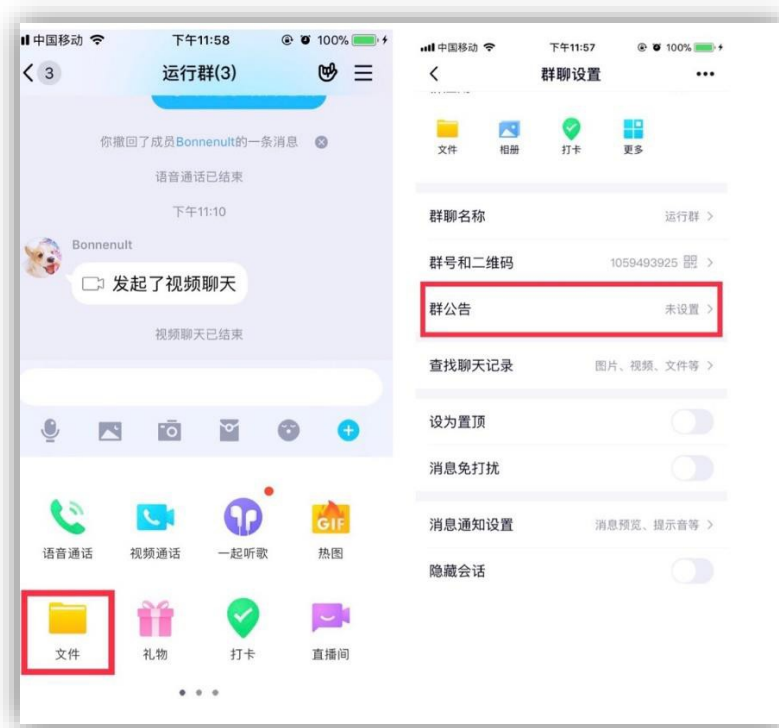 中国移动 下午11:58 100%
3 运行群(3)
你撤回了成员Bonnenult的一条消息
语音通话已结束
下午11:10
Bonnenult
发起了视频聊天
视频聊天已结束
语音通话 视频通话 一起听歌 GIF 热图
文件 礼物 打卡 直播间
中国移动 下午11:57 100%
群聊设置
文件 相册 打卡 更多
群聊名称 运行群
群号和二维码 1059493925
群公告 未设置
查找聊天记录 图片、视频、文件等
设为置顶
消息免打扰
消息通知设置 消息预览、提示音等
隐藏会话